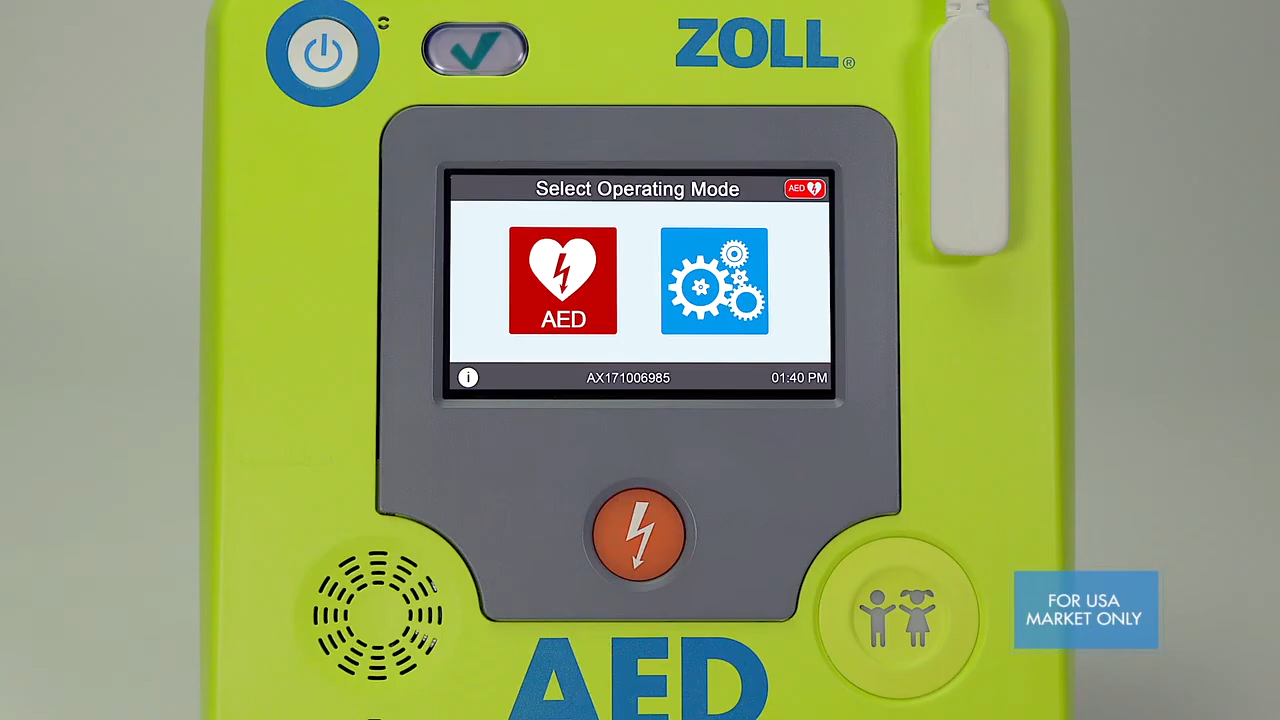 ZOLL®
Select Operating Mode
AED
AED
i
AX171006985
01:40 PM
FOR USA
MARKET ONLY
AED